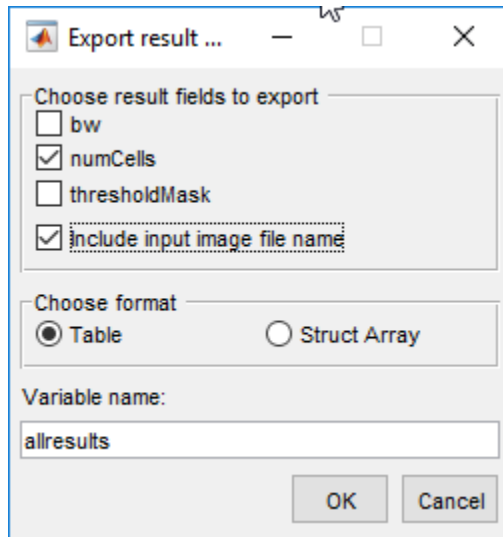 Export result ...
Choose result fields to export
bw
numCells
thresholdMask
Include input image file name
Choose format
Table Struct Array
Variable name:
allresults
OK Cancel